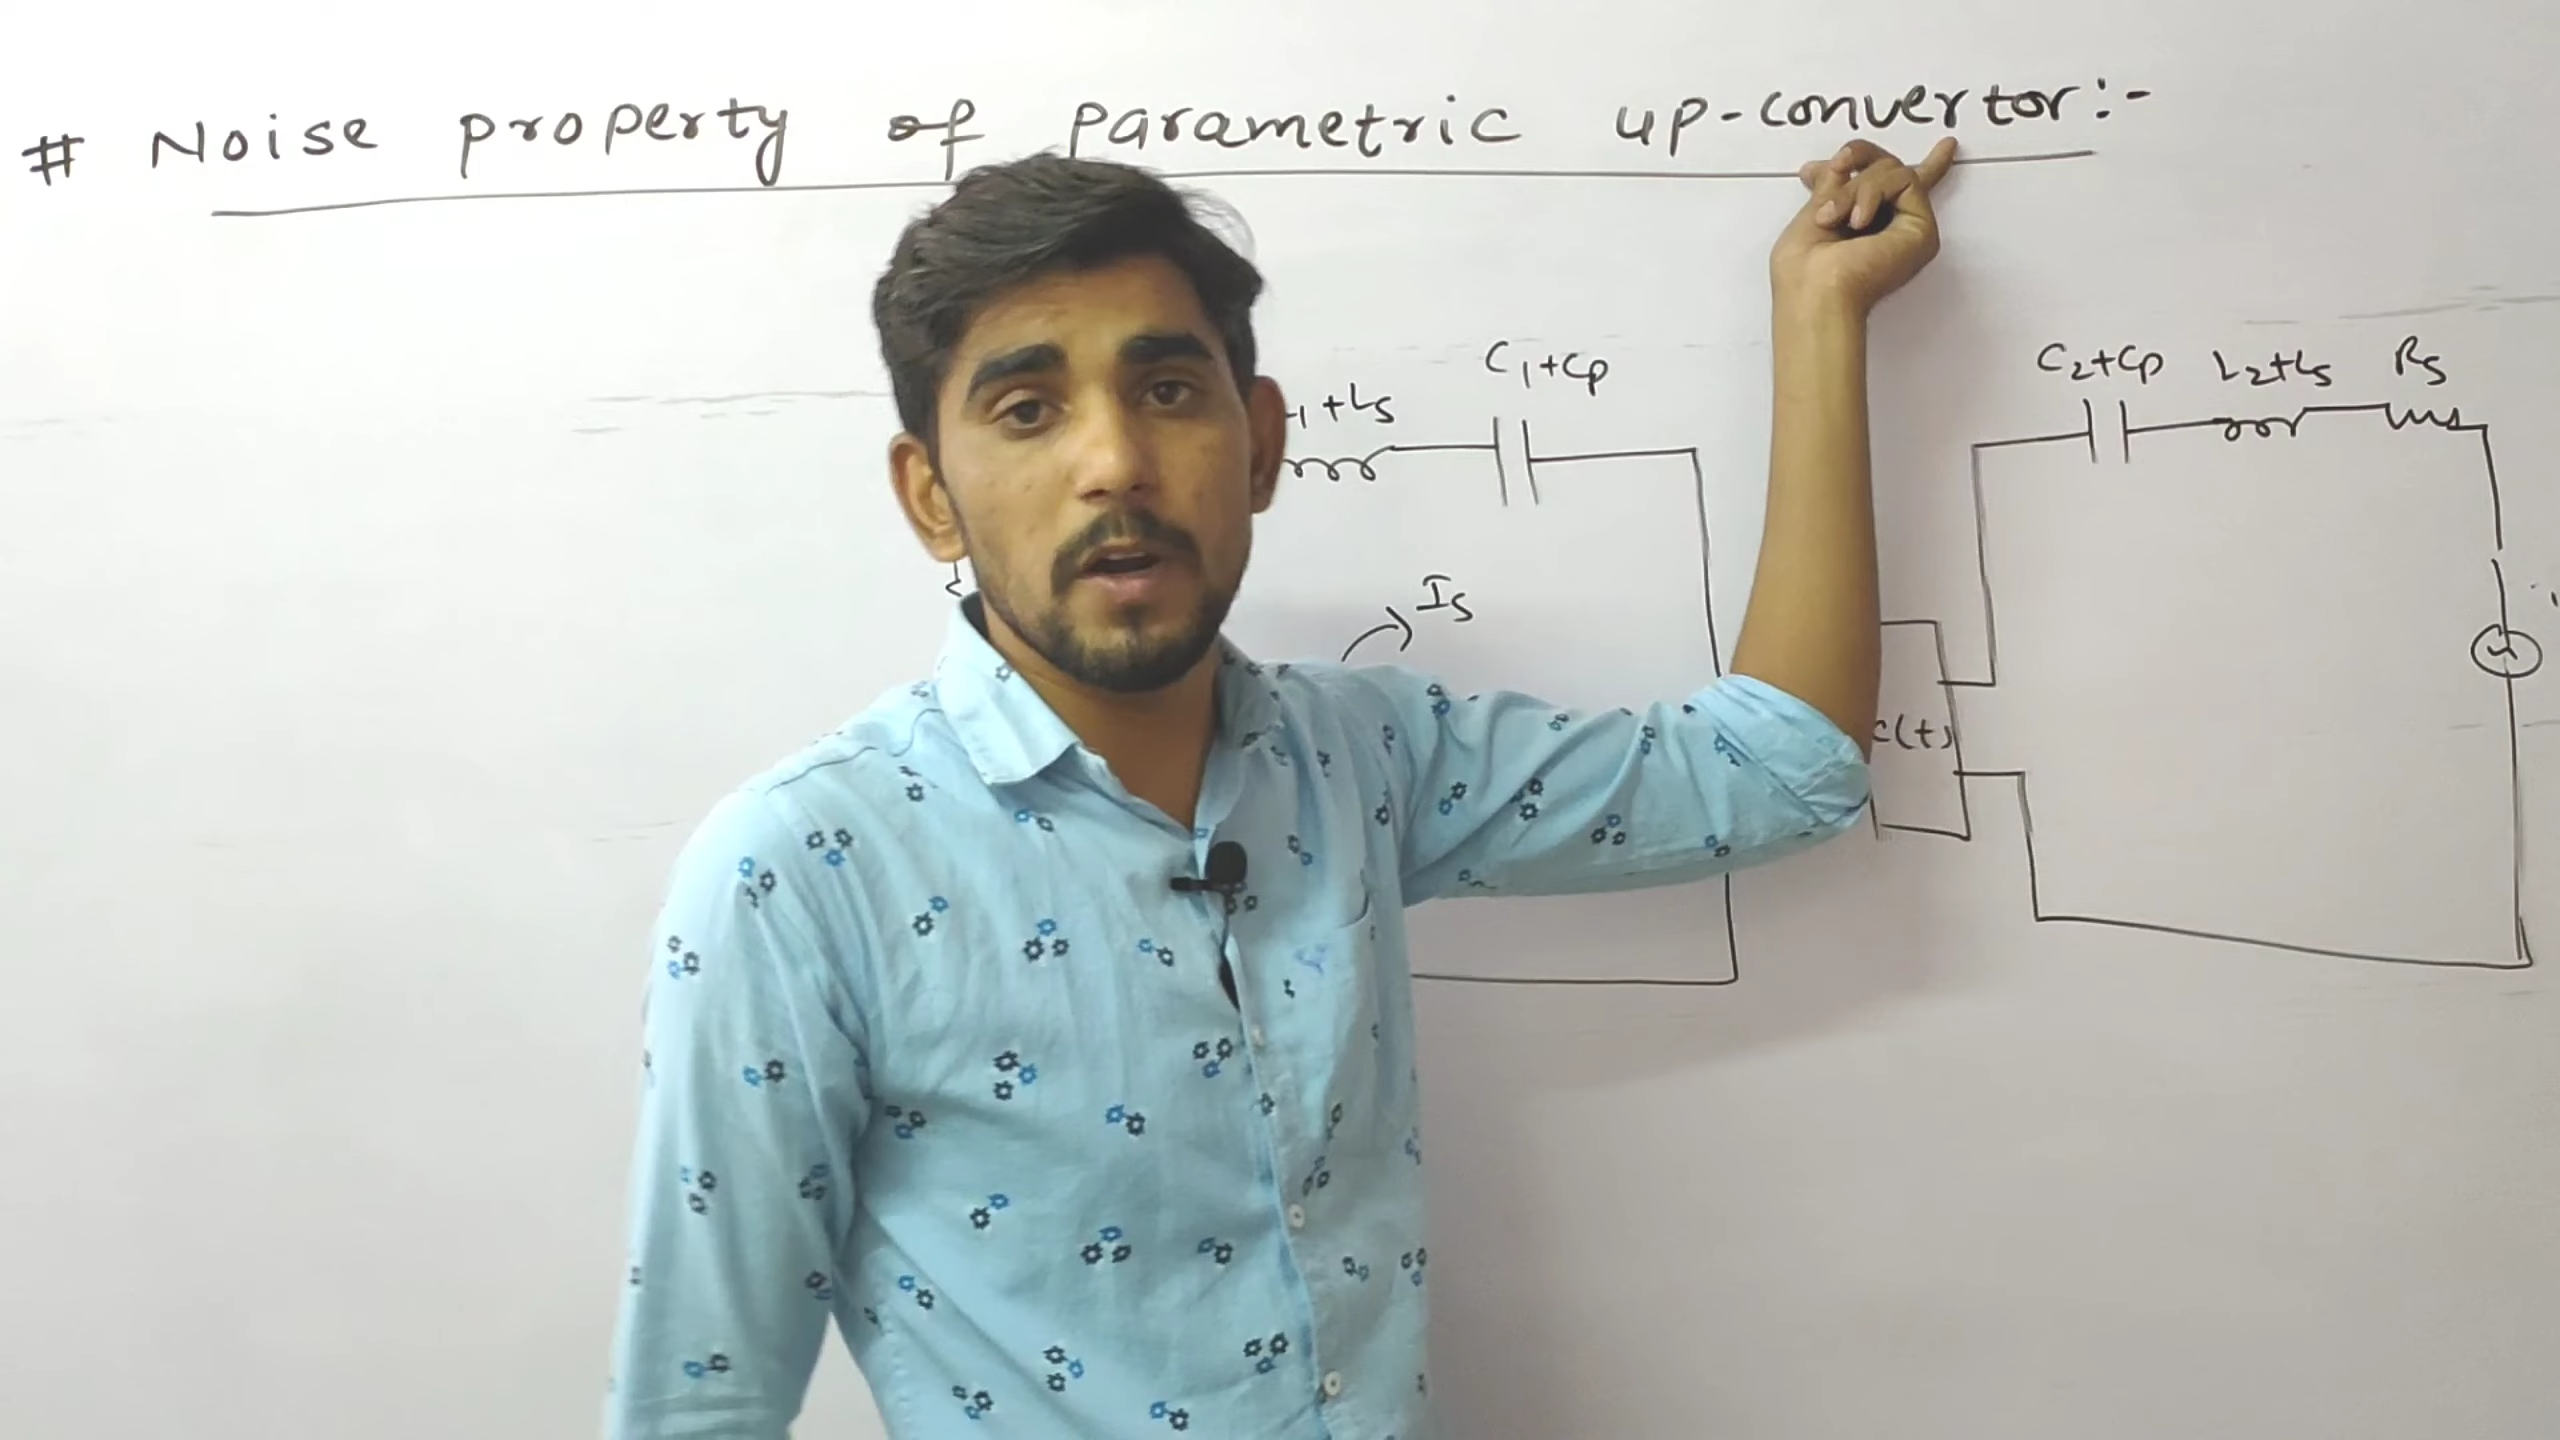 # Noise property of parametric up-convertor:-
C₁+Cp
C₂+Cp L₂+Ls Rs
+Ls
Is
c(t)